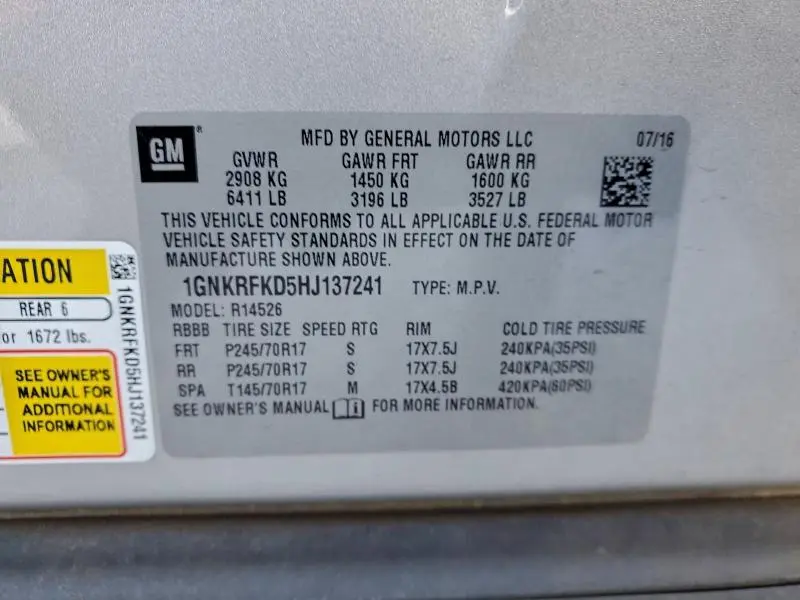 GM
MFD BY GENERAL MOTORS LLC
07/16
GVWR GAWR FRT GAWR RR
2908 KG 1450 KG 1600 KG
6411 LB 3196 LB 3527 LB
THIS VEHICLE CONFORMS TO ALL APPLICABLE U.S. FEDERAL MOTOR
VEHICLE SAFETY STANDARDS IN EFFECT ON THE DATE OF
MANUFACTURE SHOWN ABOVE.
1GNKRFKD5HJ137241 TYPE: M.P.V.
MODEL: R14526
RBBB TIRE SIZE SPEED RTG RIM COLD TIRE PRESSURE
FRT P245/70R17 S 17X7.5J 240KPA(35PSI)
RR P245/70R17 S 17X7.5J 240KPA(35PSI)
SPA T145/70R17 M 17X4.5B 420KPA(60PSI)
SEE OWNER'S MANUAL FOR MORE INFORMATION.
ATION
REAR 6
or 1672 lbs.
SEE OWNER'S
MANUAL FOR
ADDITIONAL
INFORMATION
1GNKRFKD5HJ137241